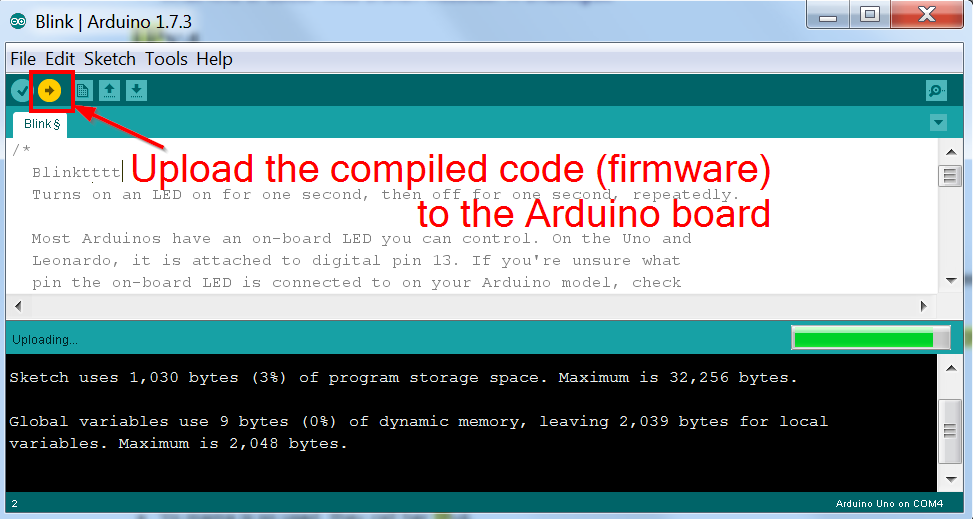 Blink | Arduino 1.7.3
File Edit Sketch Tools Help
Blink §
/*
Blinktttt
Upload the compiled code (firmware)
to the Arduino board
Turns on an LED on for one second, then off for one second, repeatedly.
Most Arduinos have an on-board LED you can control. On the Uno and
Leonardo, it is attached to digital pin 13. If you're unsure what
pin the on-board LED is connected to on your Arduino model, check
Uploading...
Sketch uses 1,030 bytes (3%) of program storage space. Maximum is 32,256 bytes.
Global variables use 9 bytes (0%) of dynamic memory, leaving 2,039 bytes for local
variables. Maximum is 2,048 bytes.
2
Arduino Uno on COM4